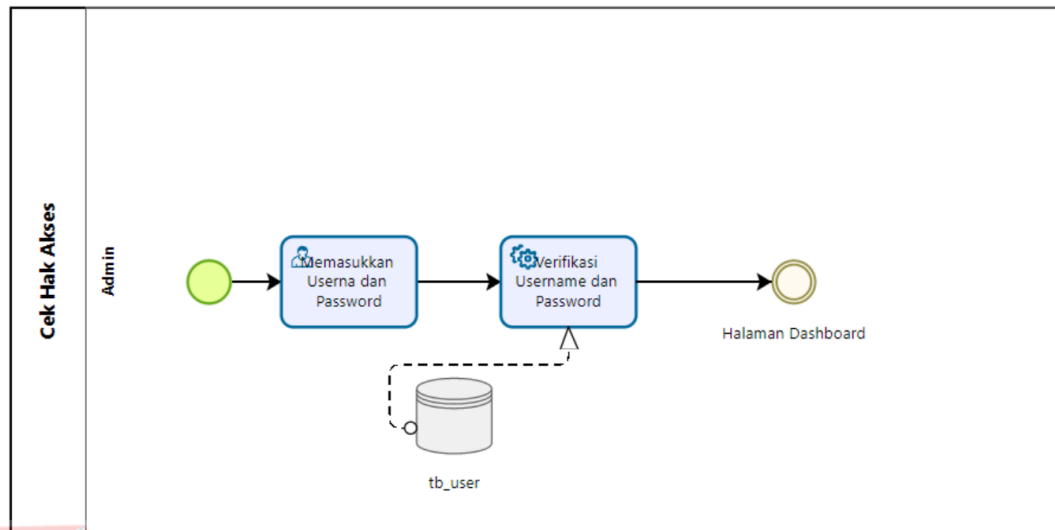 Cek Hak Akses
Admin
Memasukkan
Userna dan
Password
Verifikasi
Username dan
Password
Halaman Dashboard
tb_user